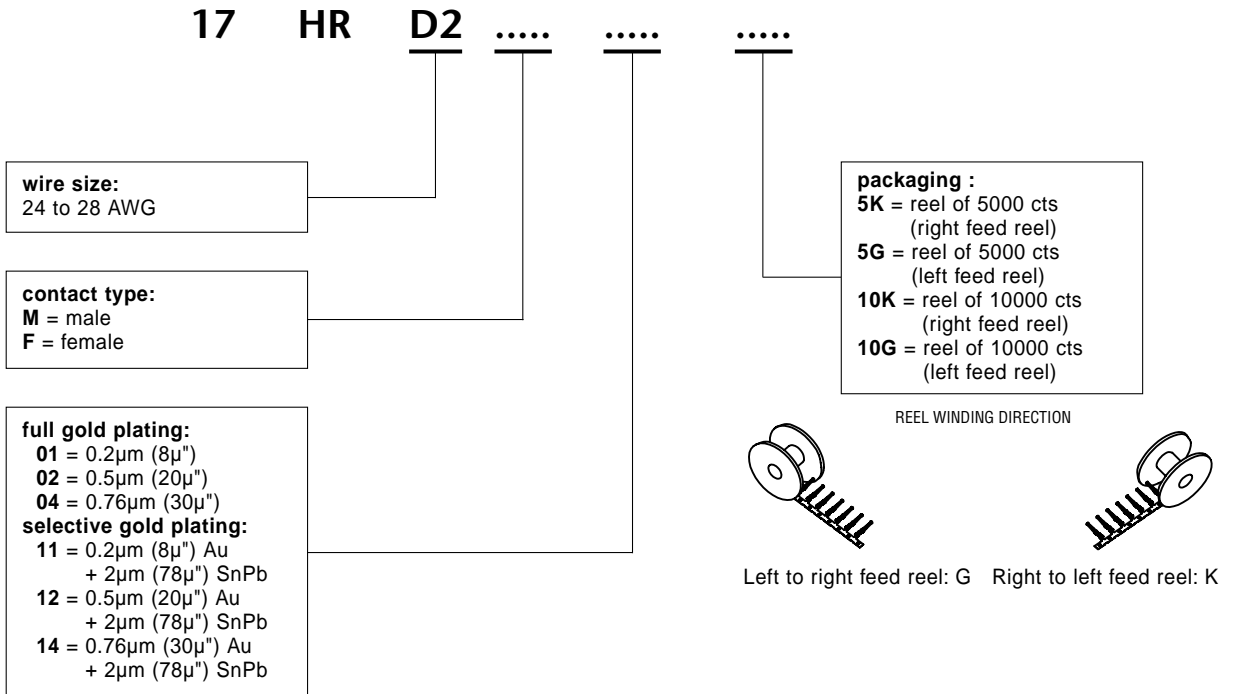 17 HR D2 ..... ..... .....
wire size:
24 to 28 AWG
contact type:
M = male
F = female
full gold plating:
01 = 0.2µm (8µ")
02 = 0.5µm (20µ")
04 = 0.76µm (30µ")
selective gold plating:
11 = 0.2µm (8µ") Au
+ 2µm (78µ") SnPb
12 = 0.5µm (20µ") Au
+ 2µm (78µ") SnPb
14 = 0.76µm (30µ") Au
+ 2µm (78µ") SnPb
packaging :
5K = reel of 5000 cts
(right feed reel)
5G = reel of 5000 cts
(left feed reel)
10K = reel of 10000 cts
(right feed reel)
10G = reel of 10000 cts
(left feed reel)
REEL WINDING DIRECTION
Left to right feed reel: G Right to left feed reel: K